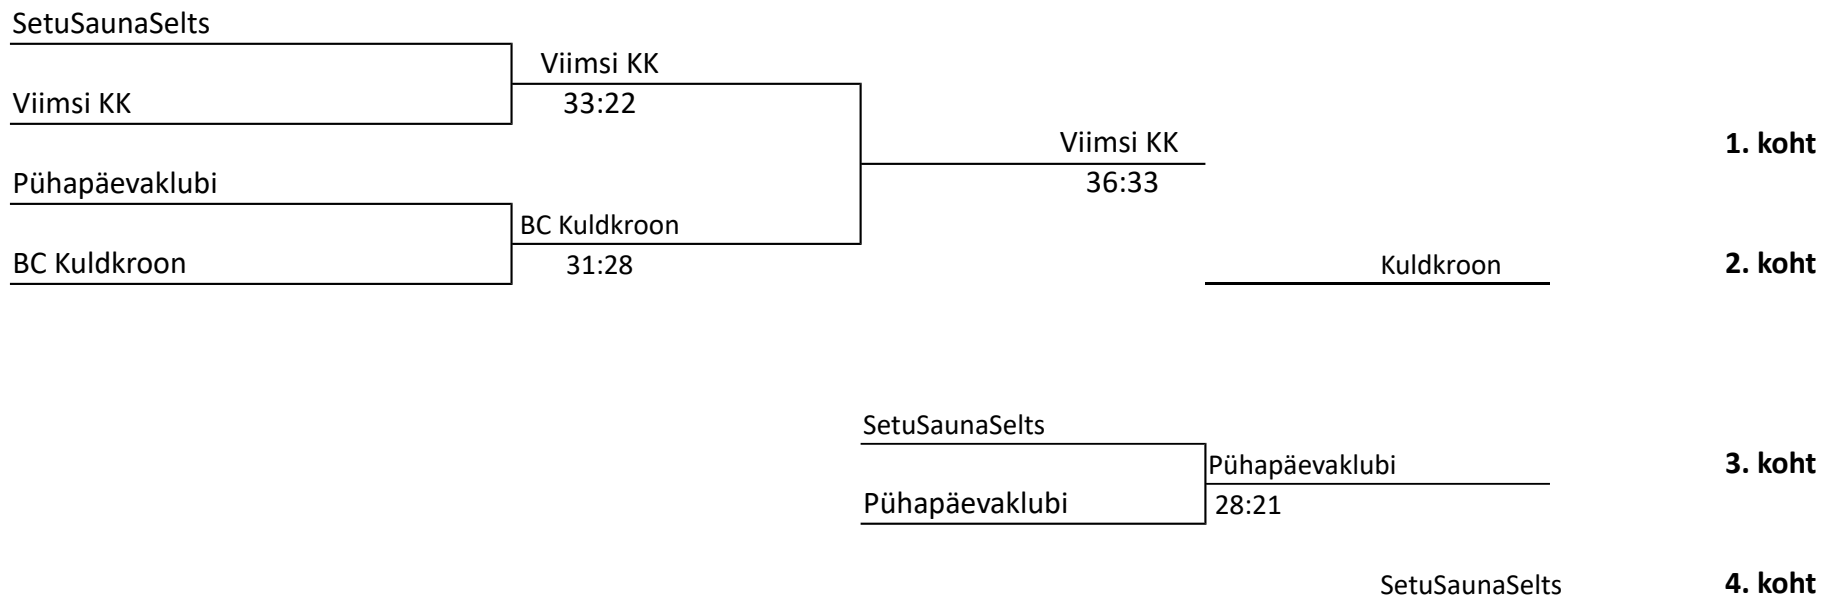 SetuSaunaSelts
Viimsi KK
Viimsi KK
33:22
Viimsi KK
36:33
1. koht
Pühapäevaklubi
BC Kuldkroon
BC Kuldkroon
31:28
Kuldkroon
2. koht
SetuSaunaSelts
Pühapäevaklubi
3. koht
Pühapäevaklubi
28:21
SetuSaunaSelts
4. koht